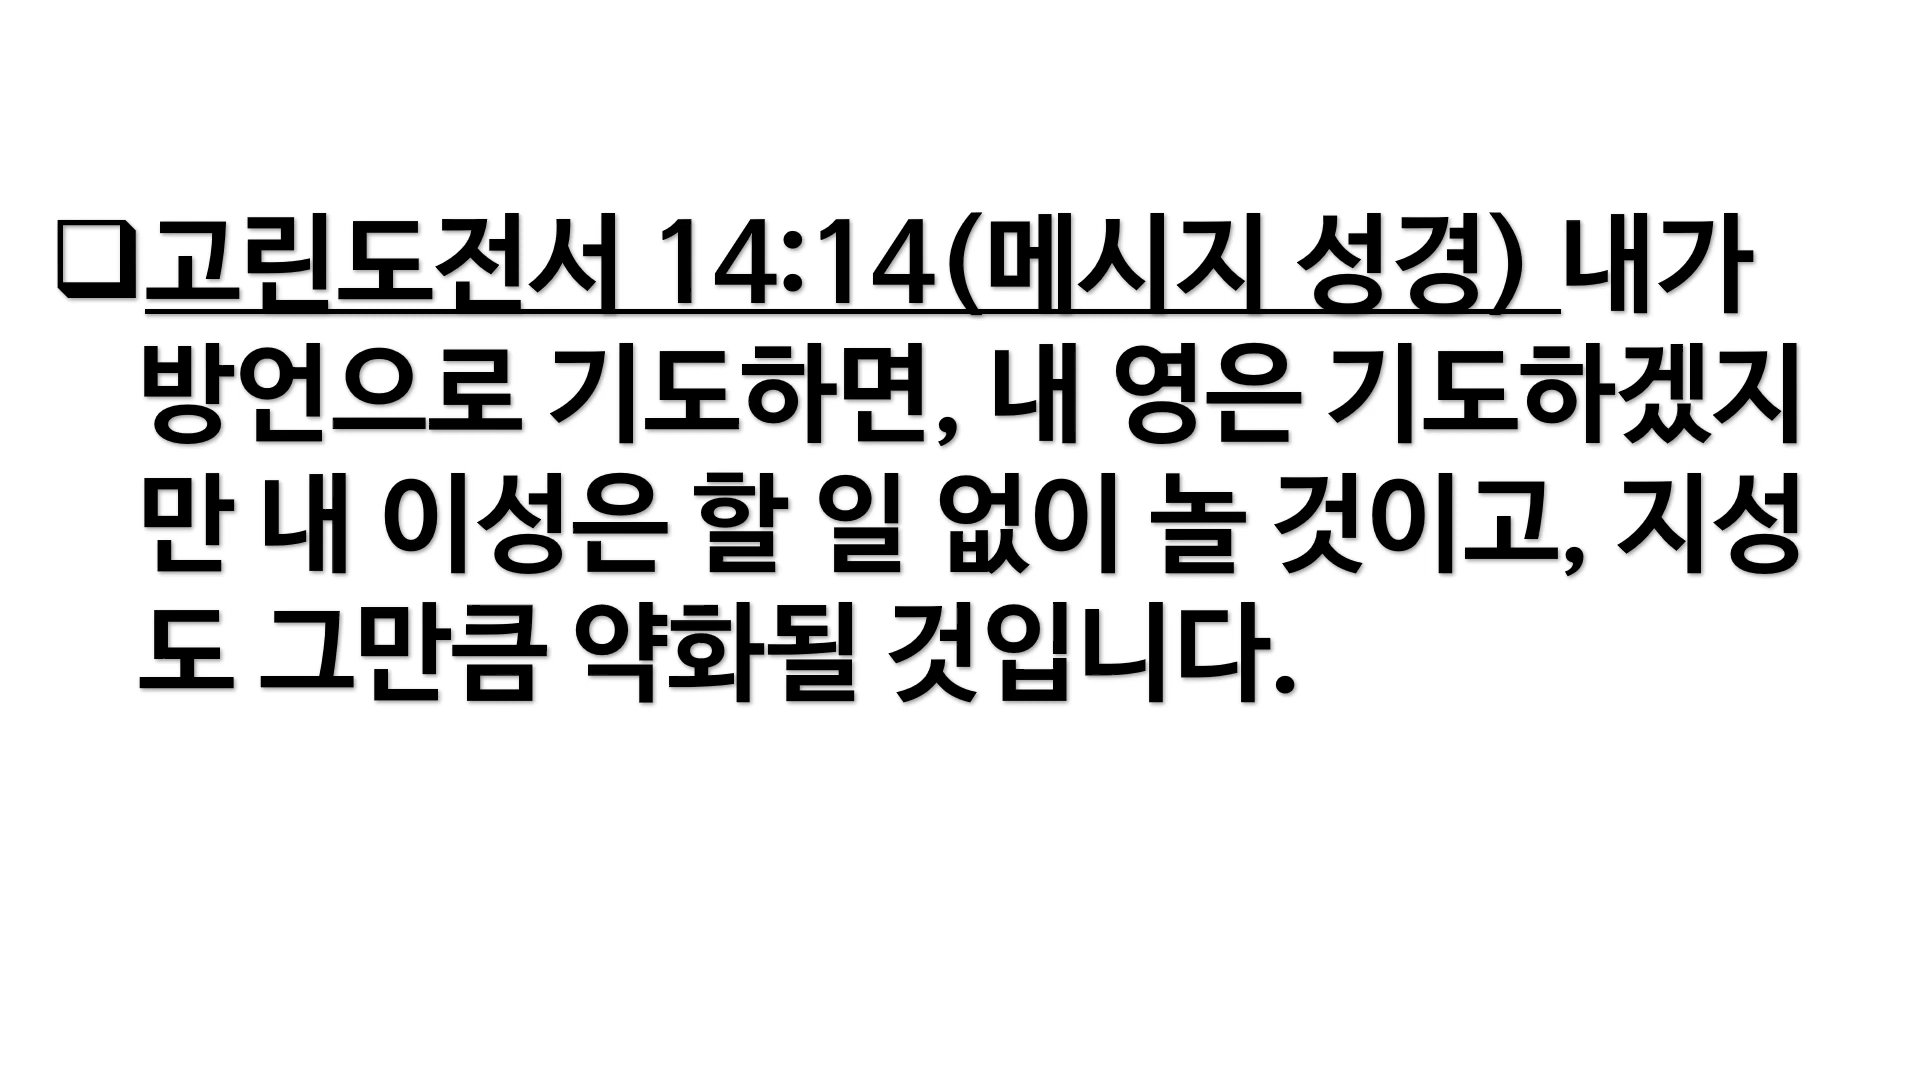 ❑고린도전서 14:14(메시지 성경) 내가
방언으로 기도하면, 내 영은 기도하겠지
만 내 이성은 할 일 없이 놀 것이고, 지성
도 그만큼 약화될 것입니다.